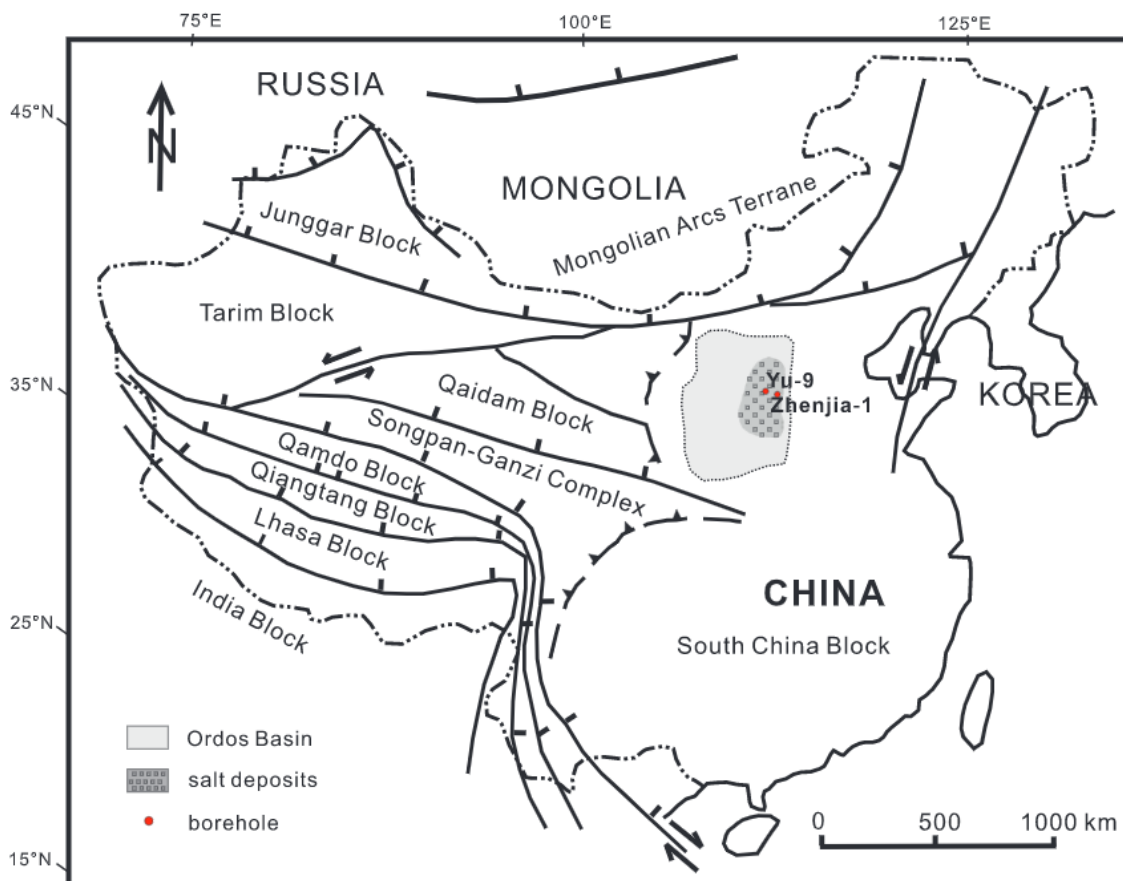 75°E
100°E
125°E
45°N
35°N
25°N
15°N
N
RUSSIA
MONGOLIA
Mongolian Arcs Terrane
Junggar Block
Tarim Block
Yu-9
Zhenjia-1
KOREA
Qaidam Block
Songpan-Ganzi Complex
Qamdo Block
Qiangtang Block
Lhasa Block
India Block
CHINA
South China Block
Ordos Basin
salt deposits
borehole
0 500 1000 km